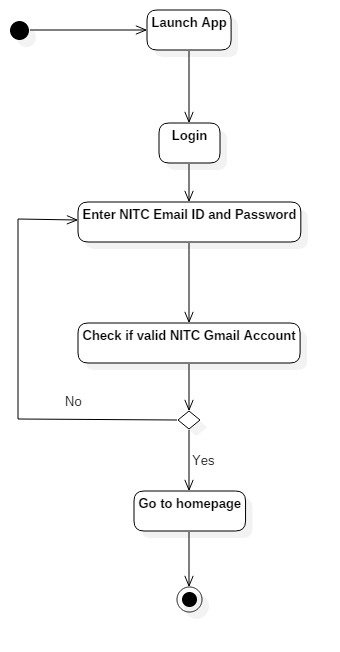 Launch App
Login
Enter NITC Email ID and Password
Check if valid NITC Gmail Account
No
Yes
Go to homepage